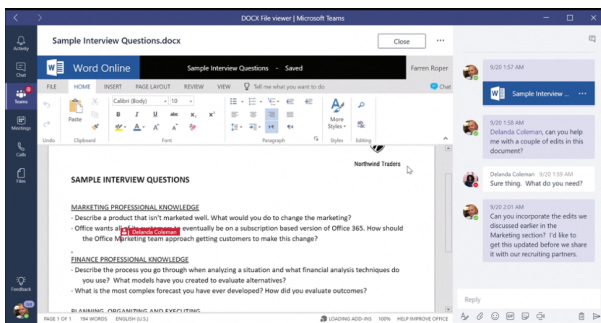 DOCX File viewer | Microsoft Teams
Activity
Chat
Teams
Meetings
Calls
Files
Feedback
Sample Interview Questions.docx
Close
Word Online
Sample Interview Questions - Saved
Farren Roper
FILE HOME INSERT PAGE LAYOUT REVIEW VIEW Tell me what you want to do Chat
Calibri (Body) 10
Paste
B I U abc x, x²
More
Styles
Undo Clipboard Font Paragraph Styles Editing
Northwind Traders
SAMPLE INTERVIEW QUESTIONS
MARKETING PROFESSIONAL KNOWLEDGE
- Describe a product that isn't marketed well. What would you do to change the marketing?
- Office wants all of its customers to eventually be on a subscription based version of Office 365. How should
Delanda Coleman
the Office Marketing team approach getting customers to make this change?
FINANCE PROFESSIONAL KNOWLEDGE
- Describe the process you go through when analyzing a situation and what financial analysis techniques do
you use? What models have you created to evaluate alternatives?
- What is the most complex forecast you have ever developed? How did you evaluate outcomes?
PLANNING, ORGANIZING AND EXECUTING
PAGE 1 OF 1 194 WORDS ENGLISH (U.S.) LOADING ADD-INS 100% HELP IMPROVE OFFICE
9/20 1:57 AM
Sample Interview ...
9/20 1:58 AM
Delanda Coleman, can you help
me with a couple of edits in this
document?
Delanda Coleman 9/20 1:59 AM
Sure thing. What do you need?
9/20 2:01 AM
Can you incorporate the edits we
discussed earlier in the
Marketing section? I'd like to
get this updated before we share
it with our recruiting partners.
Reply